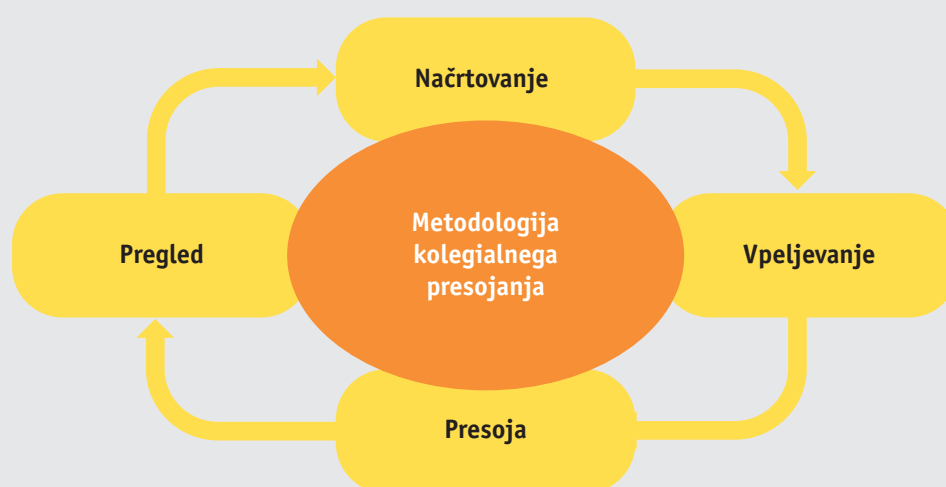 Načrtovanje
Pregled
Metodologija
kolegialnega
presojanja
Vpeljevanje
Presoja